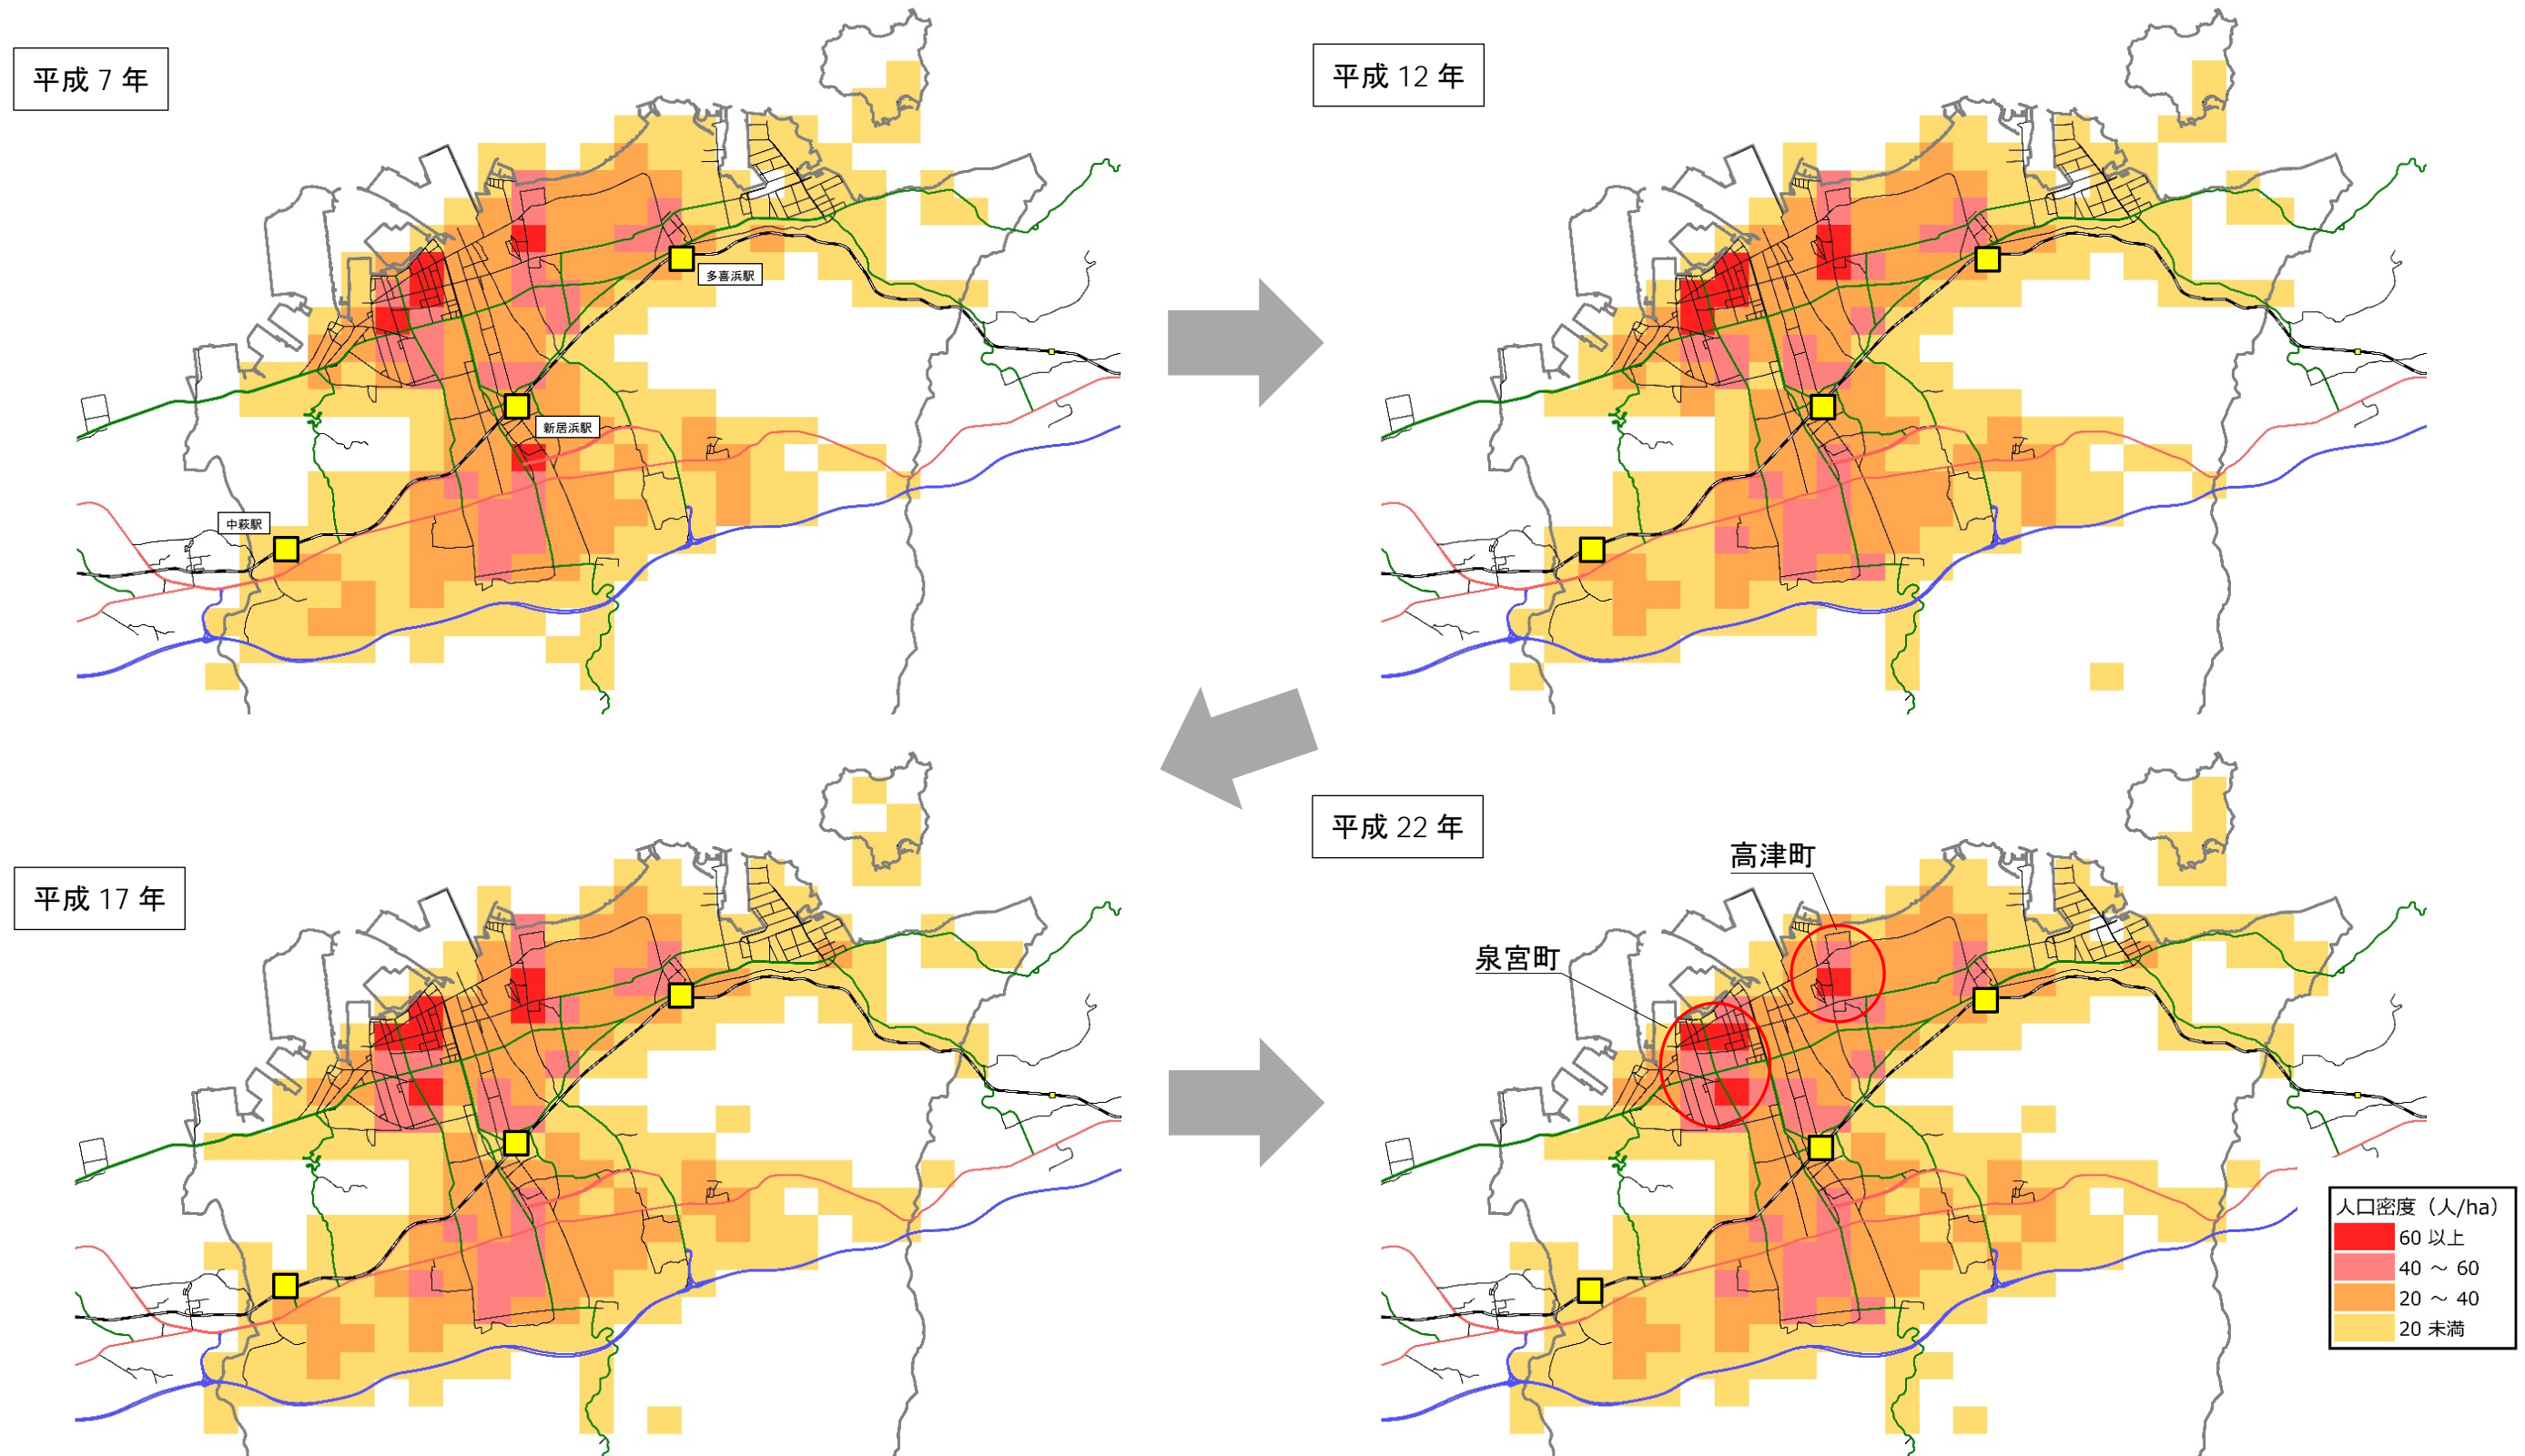 平成 7 年
多喜浜駅
新居浜駅
中萩駅
平成 12 年
平成 17 年
平成 22 年
高津町
泉宮町
人口密度（人/ha）
60 以上
40 ～ 60
20 ～ 40
20 未満